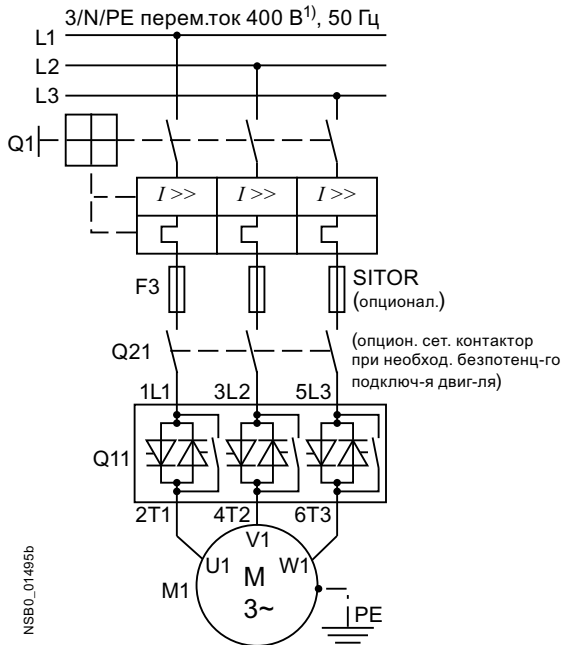 3/N/PE перем.ток 400 В1), 50 Гц
L1
L2
L3
Q1
I >> I >> I >>
F3
SITOR
(опционал.)
Q21
(опцион. сет. контактор
при необход. безпотенц-го
подключ-я двиг-ля)
1L1 3L2 5L3
Q11
2T1 4T2 6T3
V1
U1 W1
M1
M
3~
PE
NSB0_01495b